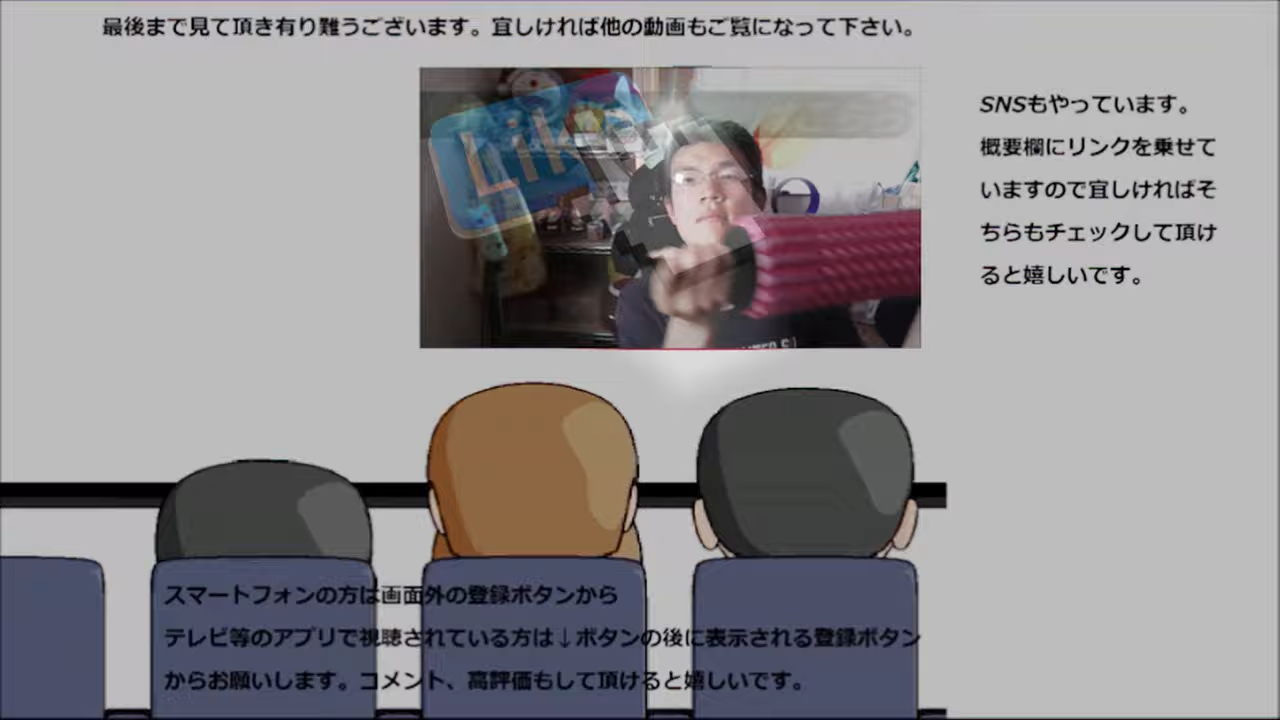 最後まで見て頂き有り難うございます。宜しければ他の動画もご覧になって下さい。
Lik
SNSもやっています。
概要欄にリンクを乗せて
いますので宜しければそ
ちらもチェックして頂け
ると嬉しいです。
スマートフォンの方は画面外の登録ボタンから
テレビ等のアプリで視聴されている方は↓ボタンの後に表示される登録ボタン
からお願いします。コメント、高評価もして頂けると嬉しいです。